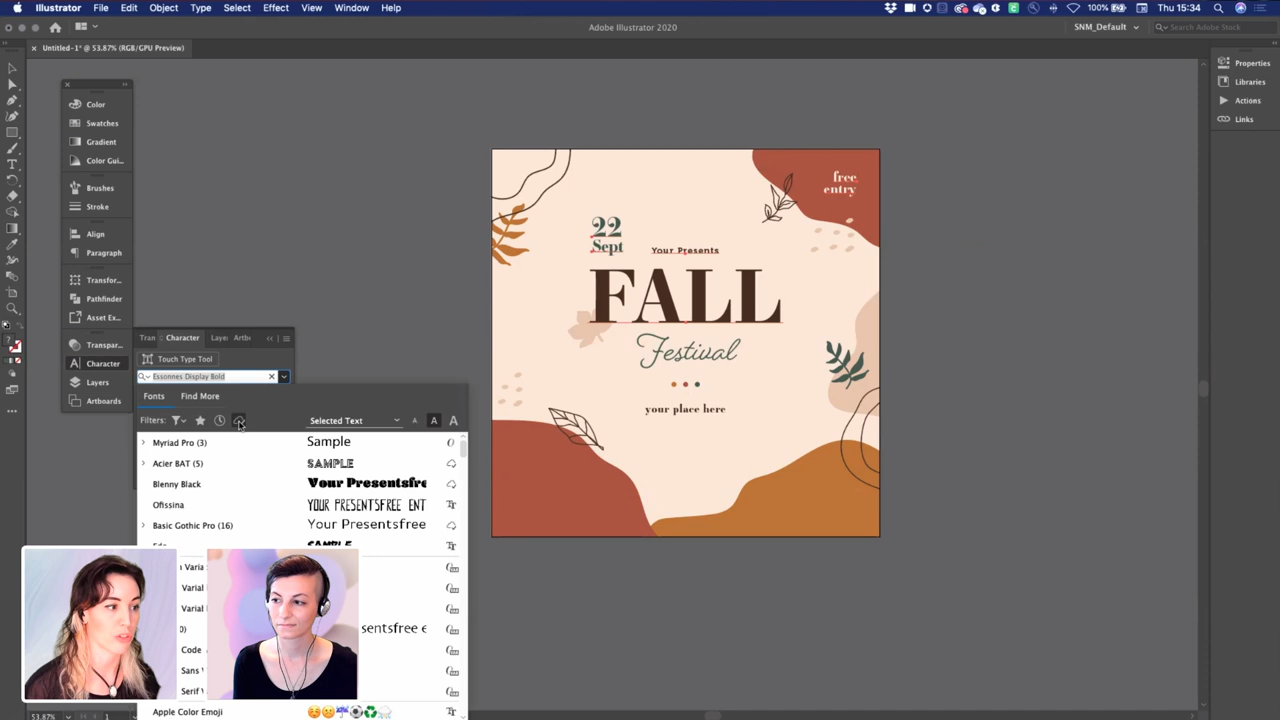 Illustrator File Edit Object Type Select Effect View Window Help
100% Thu 15:34
Adobe Illustrator 2020
SNM_Default
Search Adobe Stock
Untitled-1* @ 53.87% (RGB/GPU Preview)
Color
Swatches
Gradient
Color Gui...
Brushes
Stroke
Align
Paragraph
Transfor...
Pathfinder
Asset Ex...
Transpar...
Character
Layers
Artboards
Properties
Libraries
Actions
Links
free
entry
22
Sept
Your Presents
FALL
Festival
your place here
Tran Character Laye Artb
Touch Type Tool
Essonnes Display Bold
Fonts Find More
Filters: Selected Text A A A
Myriad Pro (3) Sample
Acier BAT (5) SAMPLE
Blenny Black Your Presentsfre
Ofissina YOUR PRESENTSFREE ENT
Basic Gothic Pro (16) Your Presentsfree
SAMPLE
n Varia
Varial
Varial
0) sentsfree e
Code
Sans V
Serif V
Apple Color Emoji
53.87% 1